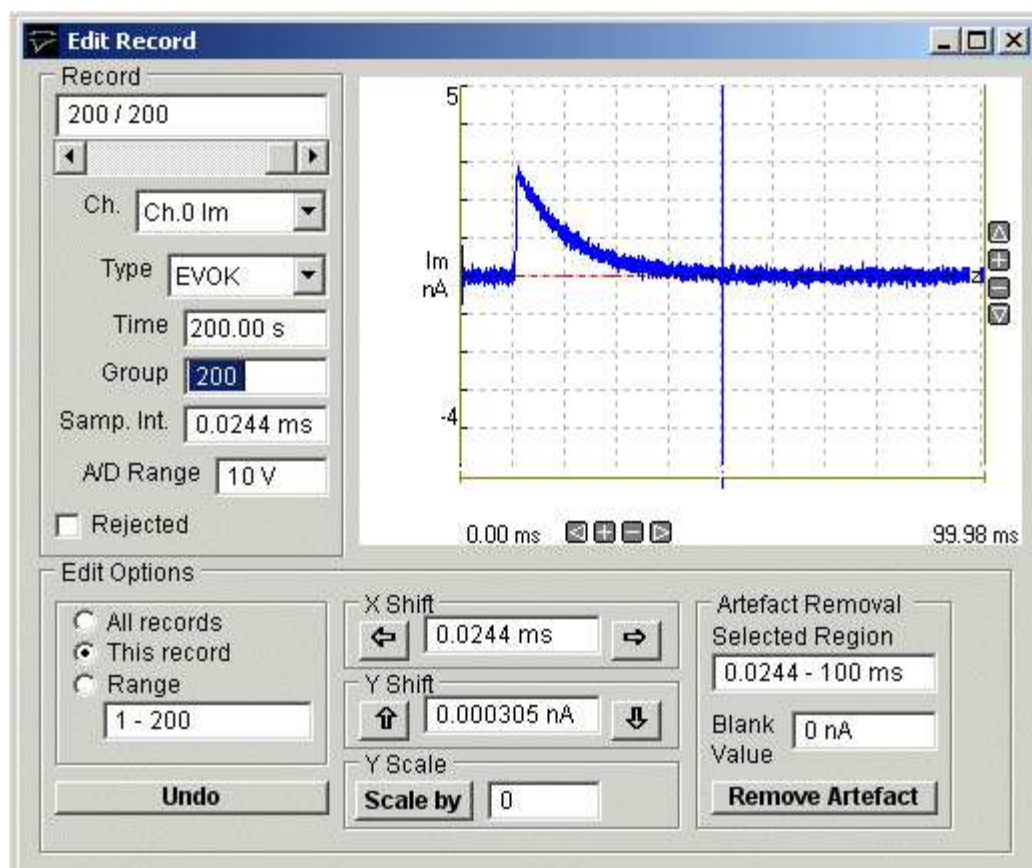 Edit Record
Record
200 / 200
Ch. Ch.0 Im
Type EVOK
Time 200.00 s
Group 200
Samp. Int. 0.0244 ms
A/D Range 10 V
Rejected
5
Im
nA
-4
z
0.00 ms
99.98 ms
Edit Options
All records
This record
Range
1 - 200
Undo
X Shift
0.0244 ms
Y Shift
0.000305 nA
Y Scale
Scale by 0
Artefact Removal
Selected Region
0.0244 - 100 ms
Blank
Value
0 nA
Remove Artefact